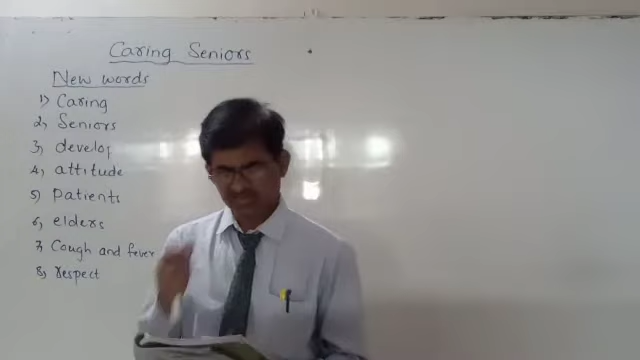 Caring Seniors
New words
1) Caring
2, Seniors
3, develop
4, attitude
5) Patients
6, elders
7, Cough and fever
8, respect